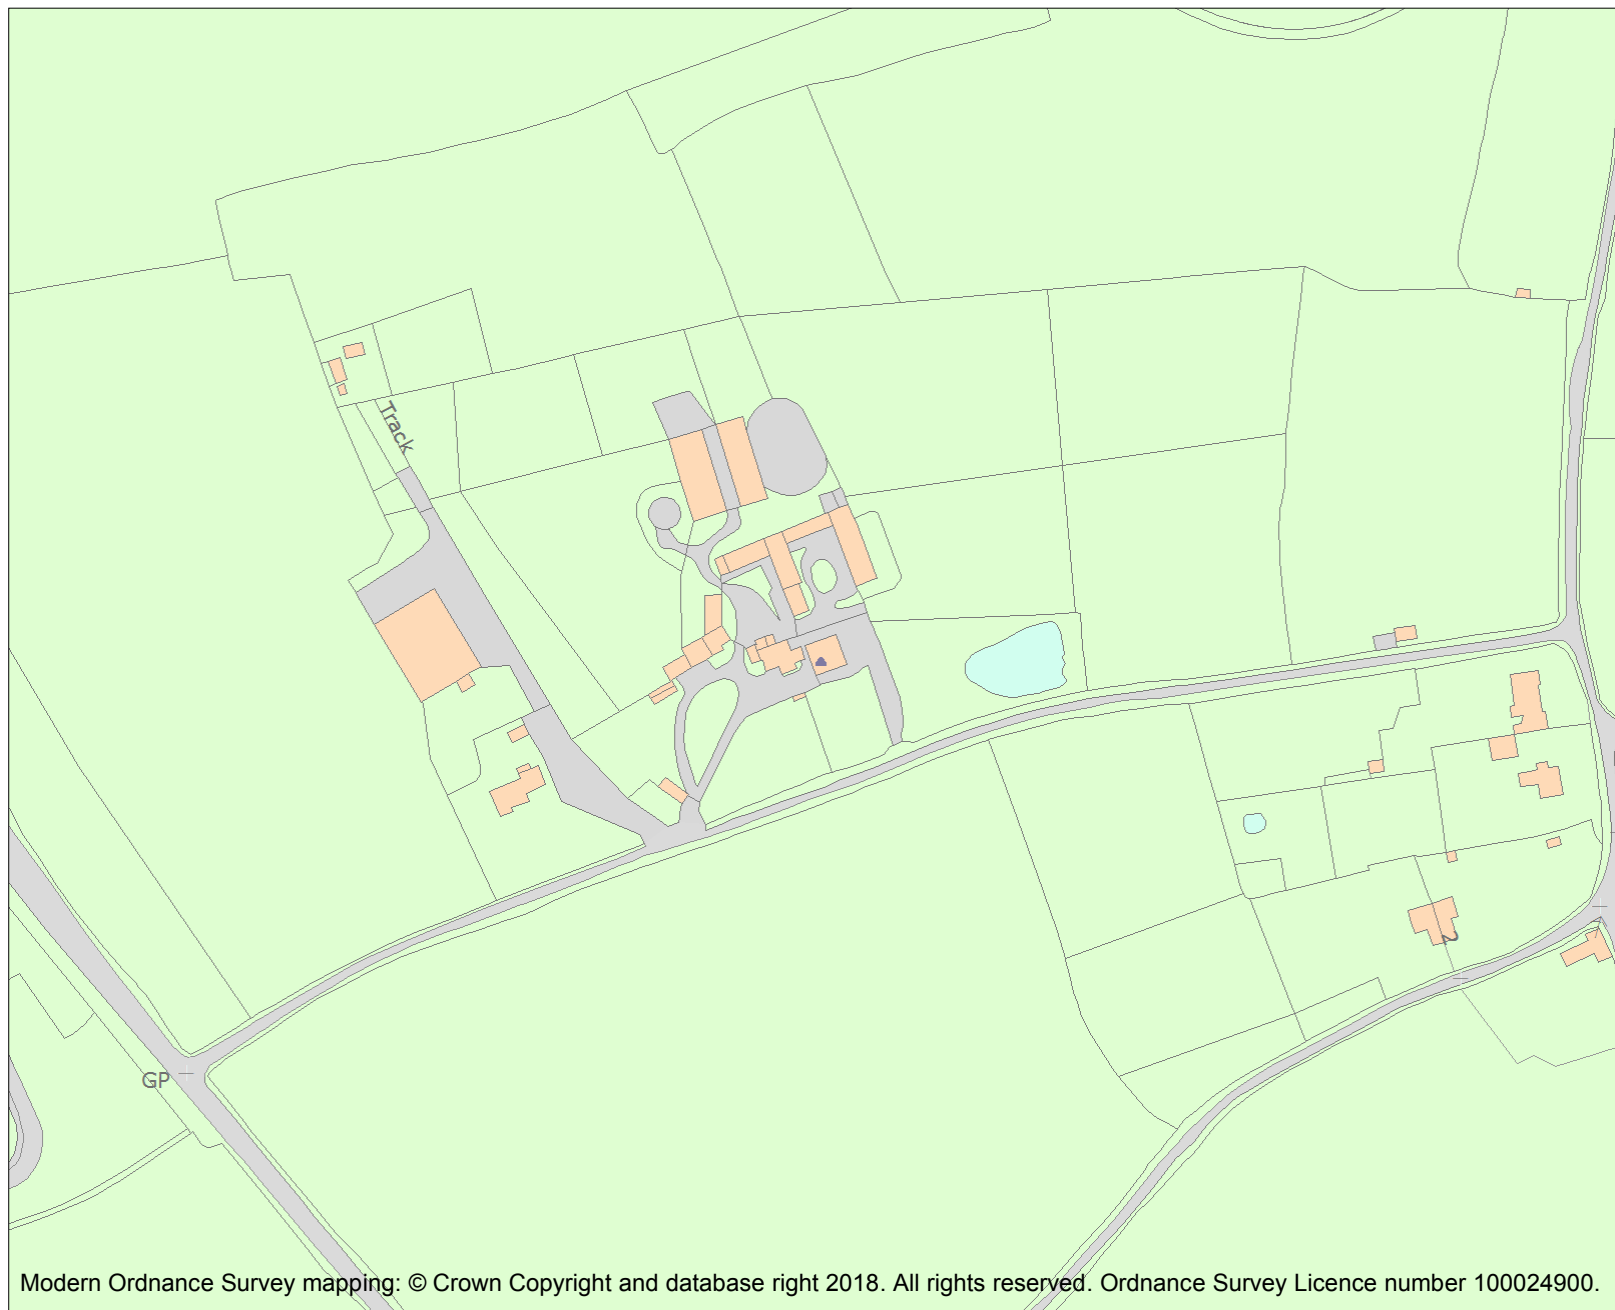 Track
2
GP
Modern Ordnance Survey mapping: © Crown Copyright and database right 2018. All rights reserved. Ordnance Survey Licence number 100024900.